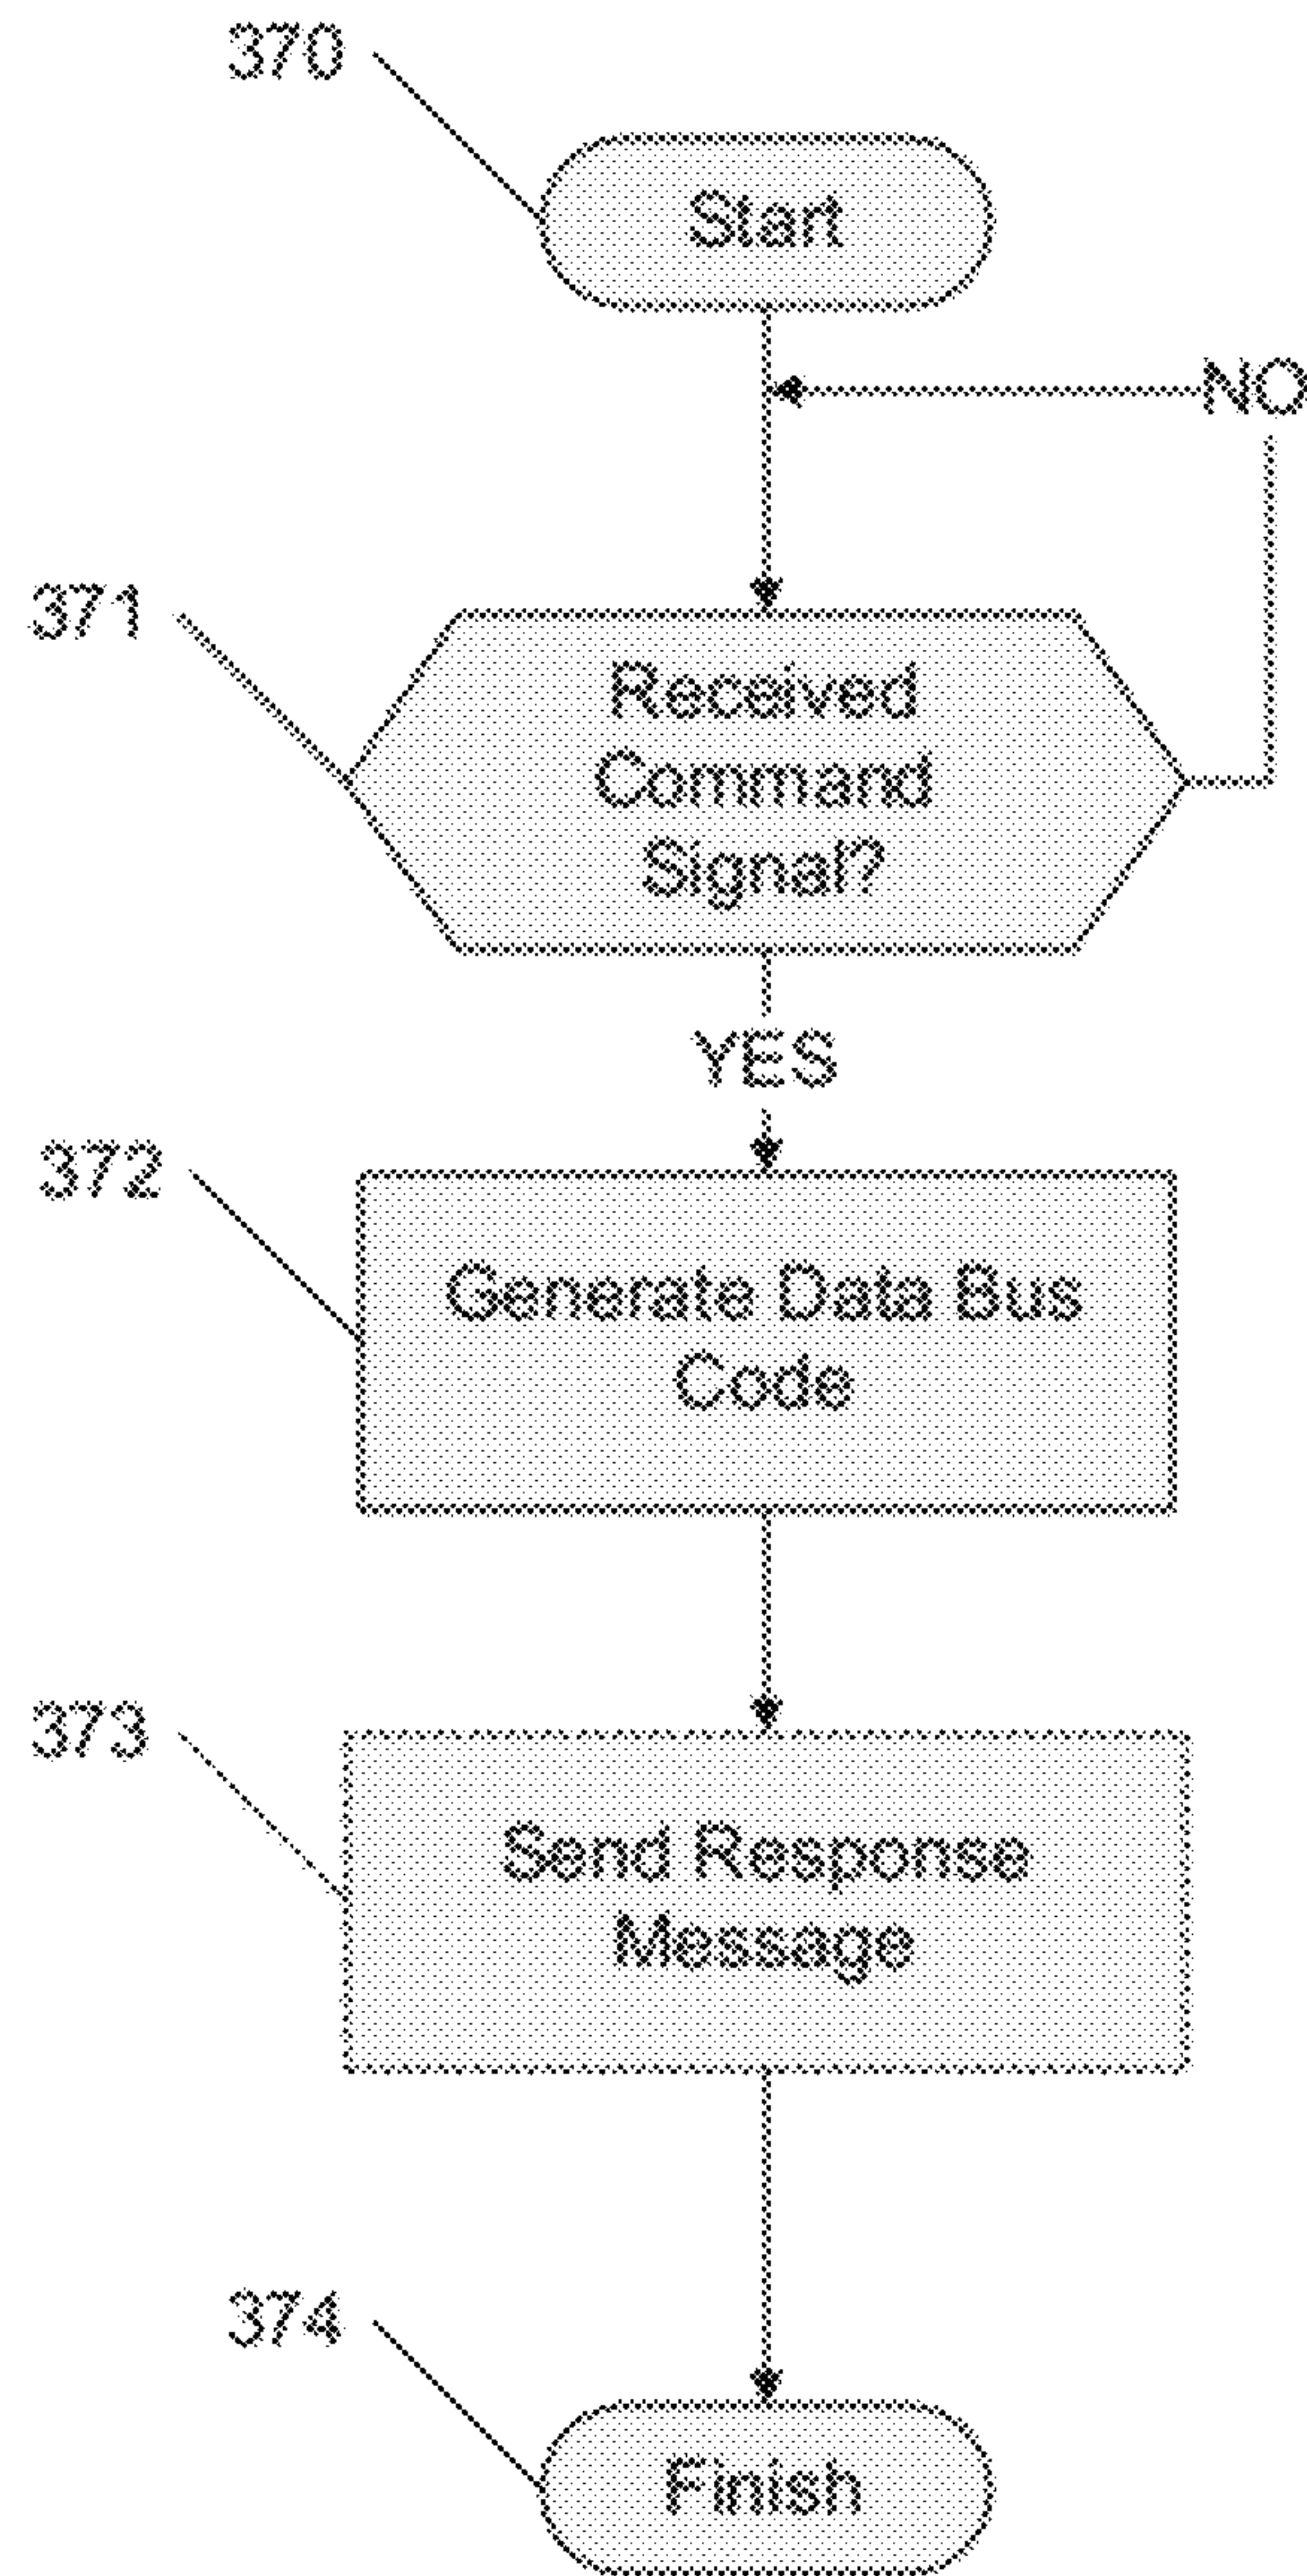 370
Start
NO
371
Received
Command
Signal?
YES
372
Generate Data Bus
Code
373
Send Response
Message
374
Finish